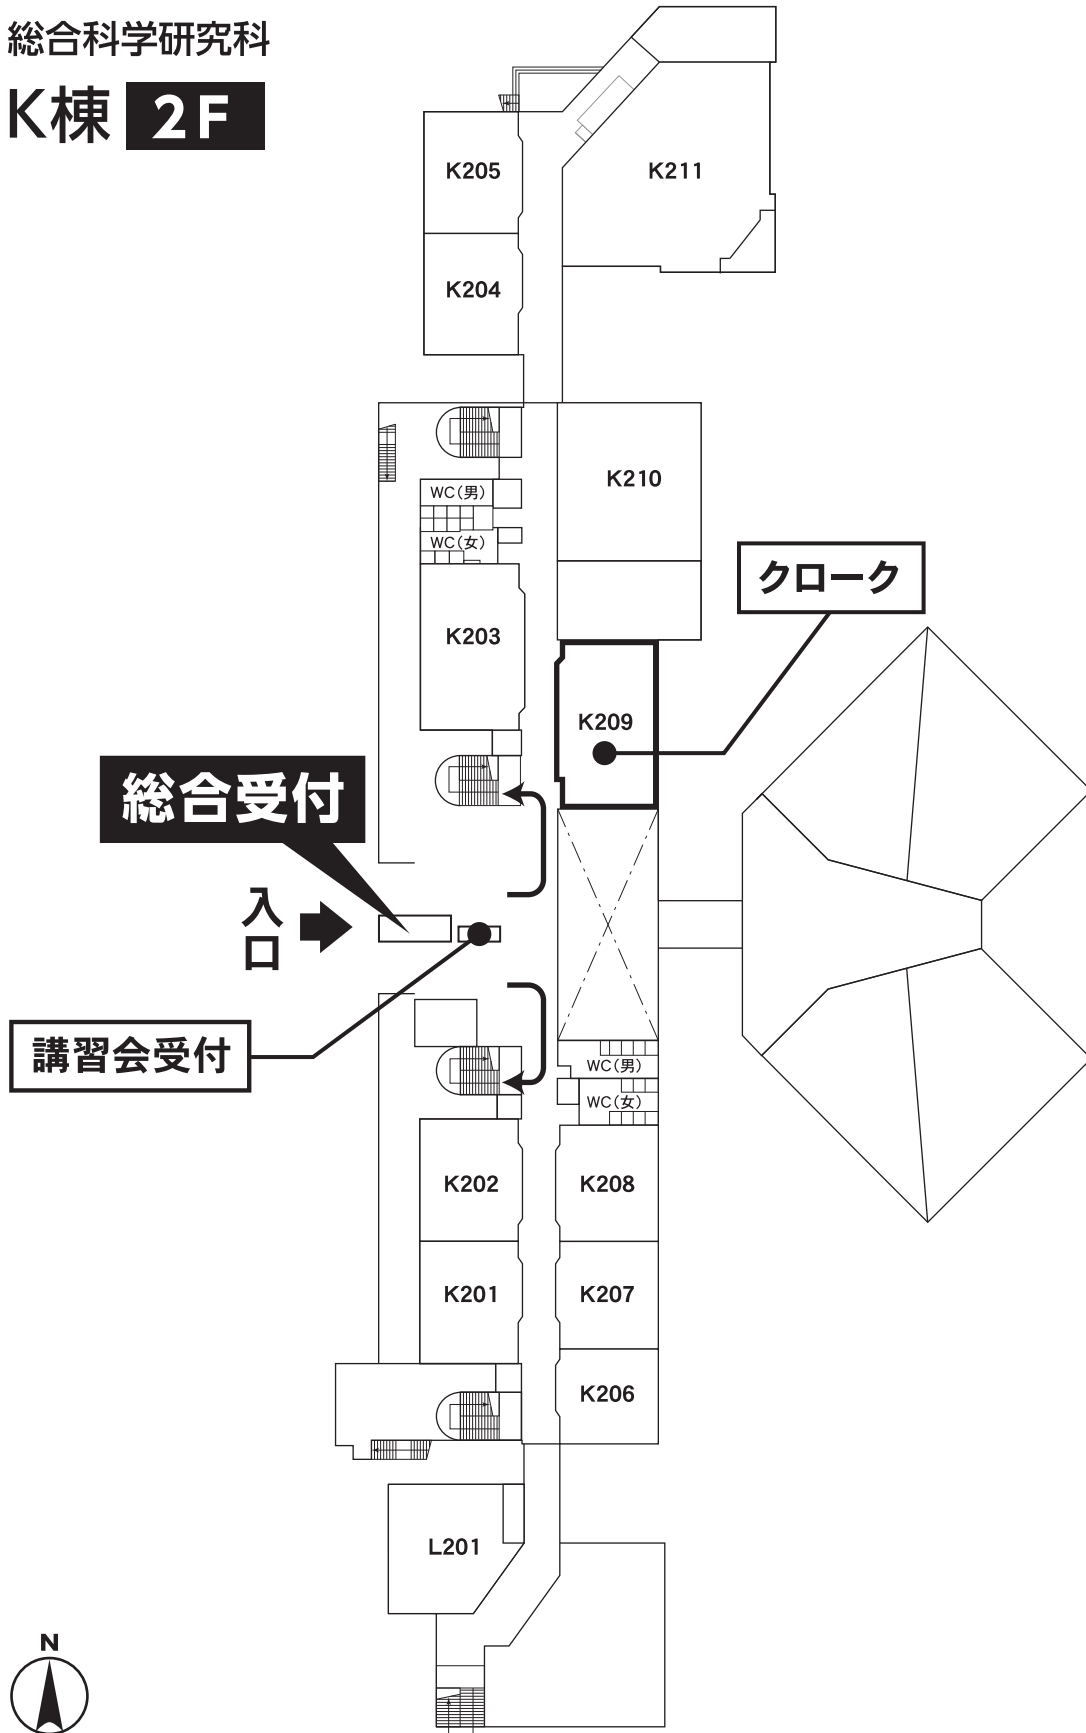 総合科学研究科
K棟 2F
K205
K211
K204
K210
WC(男)
WC(女)
クローク
K203
K209
総合受付
入口
講習会受付
WC(男)
WC(女)
K202
K208
K201
K207
K206
L201
N